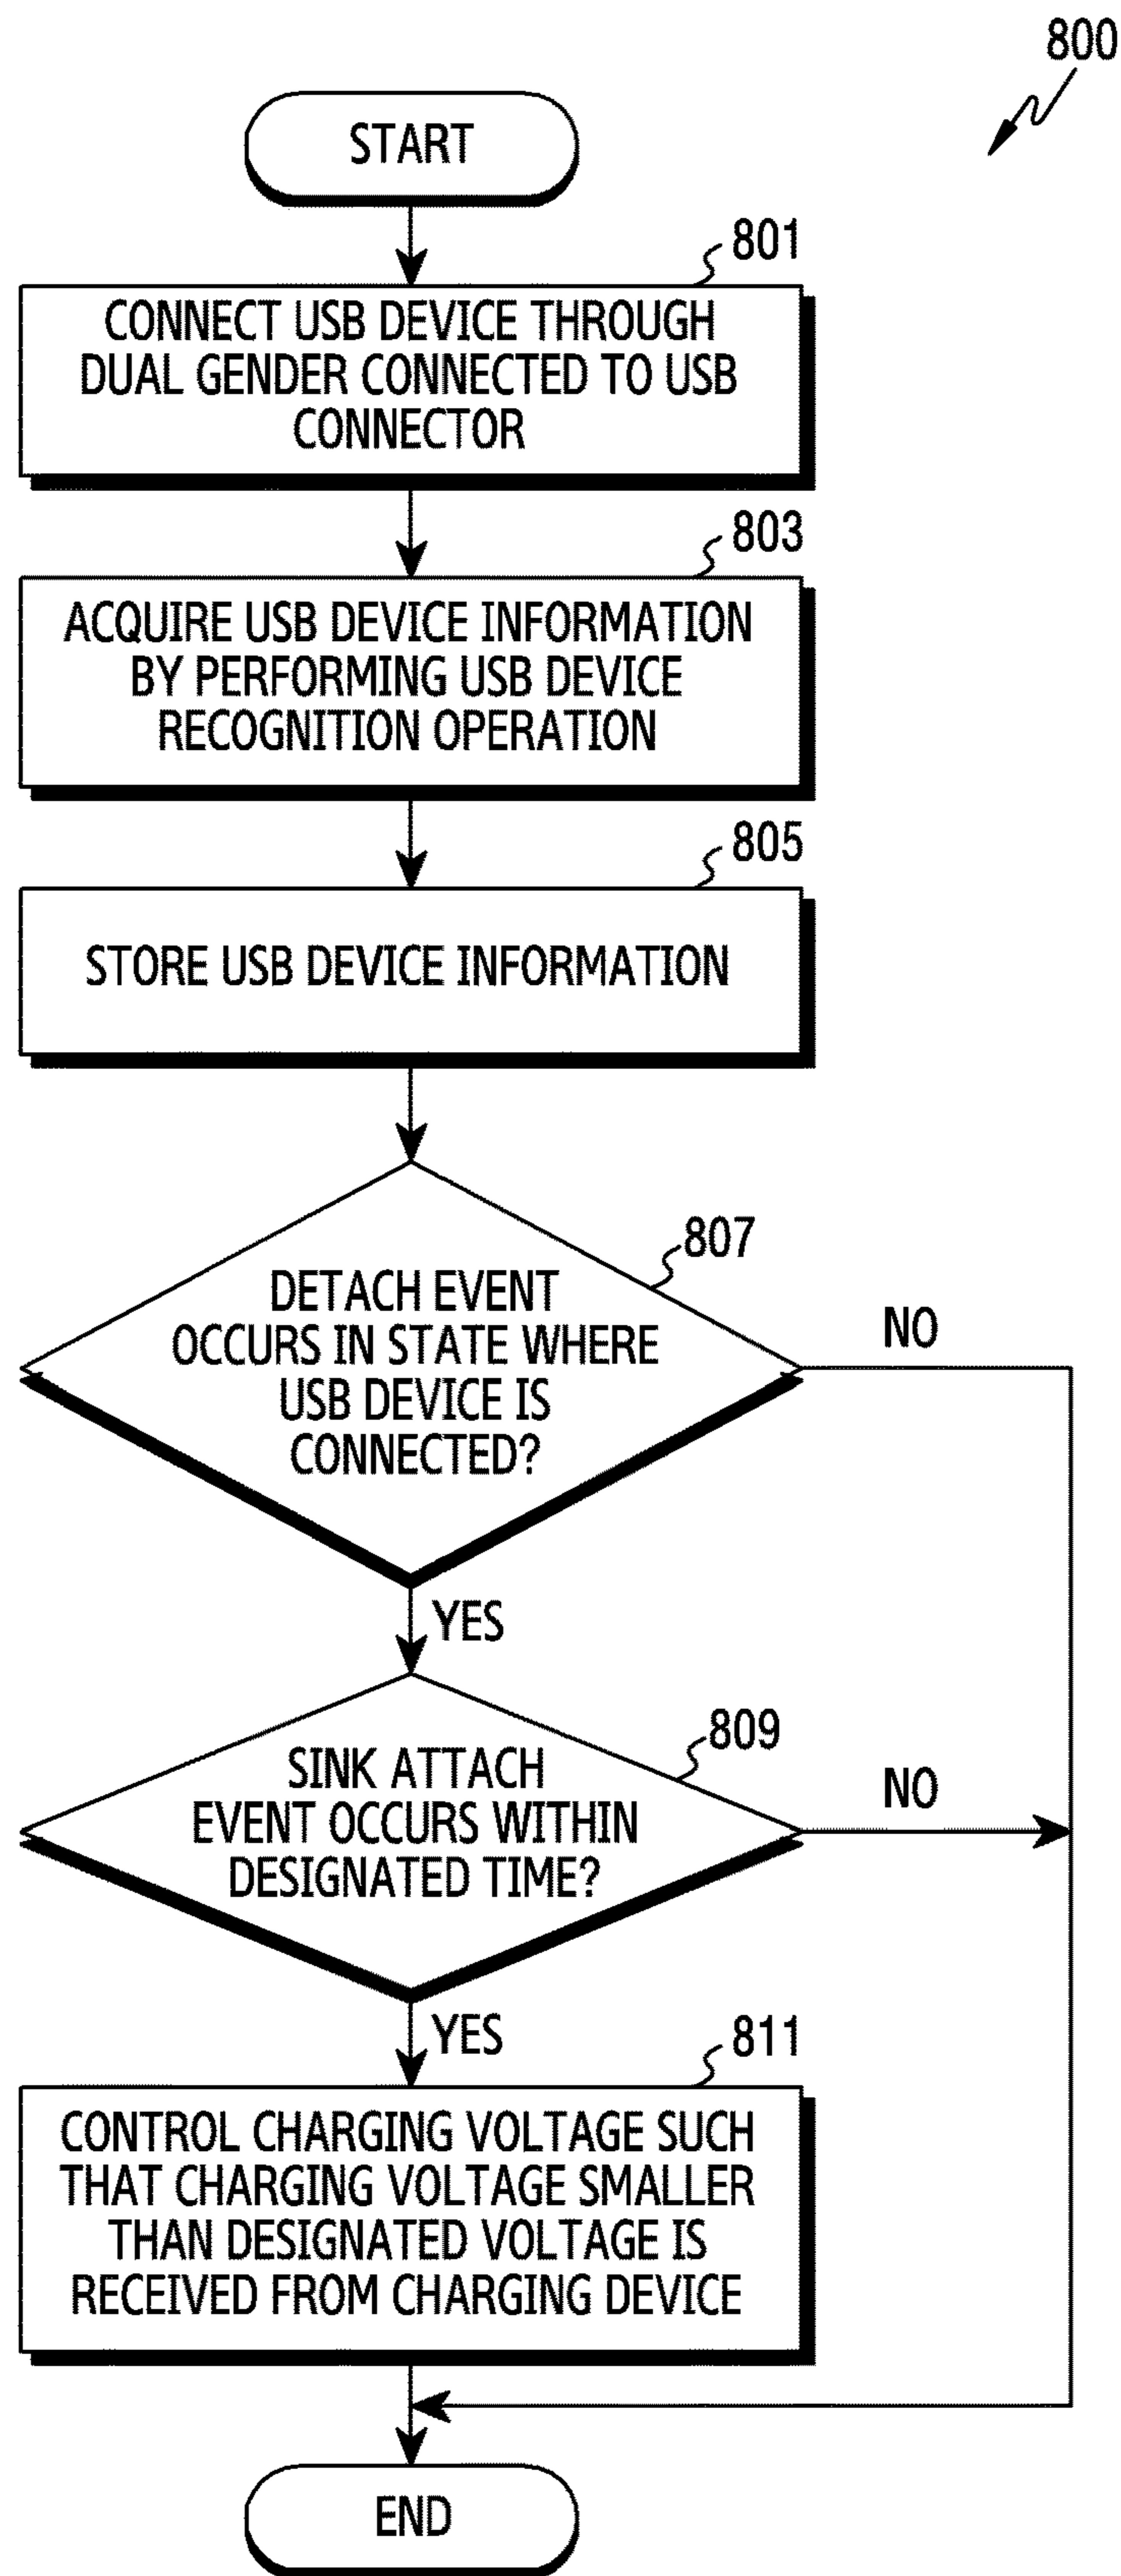 800
START
801
CONNECT USB DEVICE THROUGH
DUAL GENDER CONNECTED TO USB
CONNECTOR
803
ACQUIRE USB DEVICE INFORMATION
BY PERFORMING USB DEVICE
RECOGNITION OPERATION
805
STORE USB DEVICE INFORMATION
807
DETACH EVENT
OCCURS IN STATE WHERE
USB DEVICE IS
CONNECTED?
NO
YES
809
SINK ATTACH
EVENT OCCURS WITHIN
DESIGNATED TIME?
NO
YES
811
CONTROL CHARGING VOLTAGE SUCH
THAT CHARGING VOLTAGE SMALLER
THAN DESIGNATED VOLTAGE IS
RECEIVED FROM CHARGING DEVICE
END